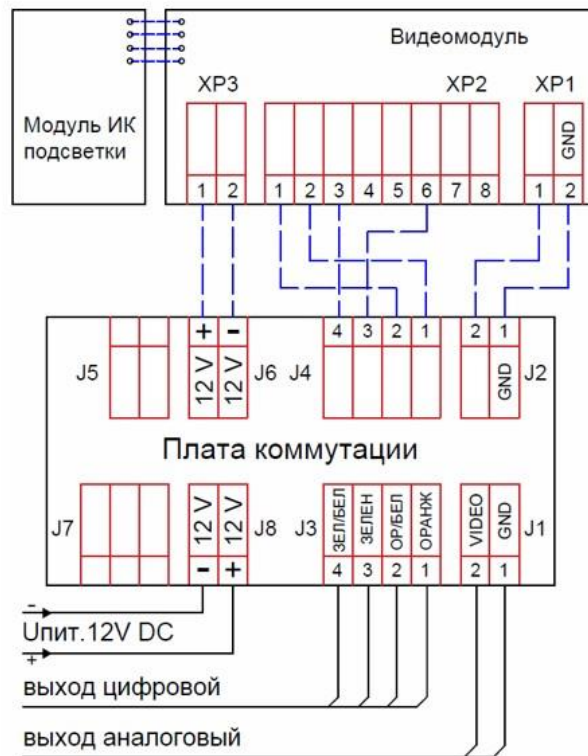 Видеомодуль
XP3 XP2 XP1
Модуль ИК
подсветки
GND
1 2 1 2 3 4 5 6 7 8 1 2
+ - 4 3 2 1 2 1
J5 12 V 12 V J6 J4 GND J2
Плата коммутации
J7 12 V 12 V J8 J3 ЗЕЛ/БЕЛ ЗЕЛЕН ОР/БЕЛ ОРАНЖ VIDEO GND J1
- + 4 3 2 1 2 1
-
Uпит.12V DC
+
выход цифровой
выход аналоговый